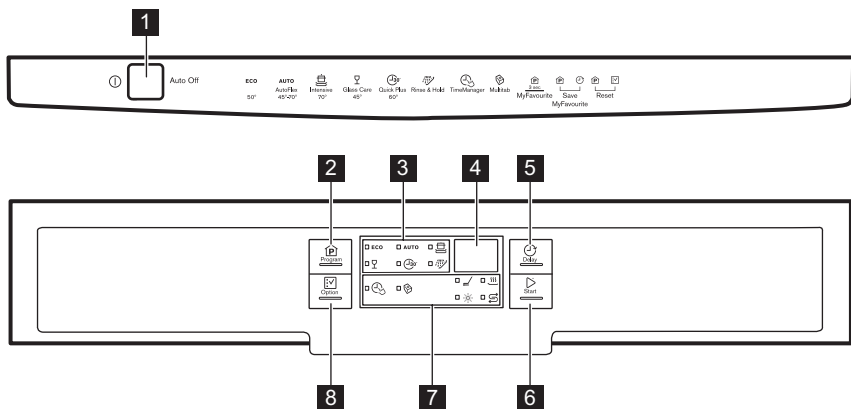 1
Auto Off
ECO AUTO 30'
AutoFlex Intensive Glass Care Quick Plus Rinse & Hold TimeManager Multitab 3 sec. MyFavourite Save Reset
50° 45°-70° 70° 45° 60° MyFavourite
2 3 4 5
ECO AUTO
Program Delay
30'
Option Start
8 7 6